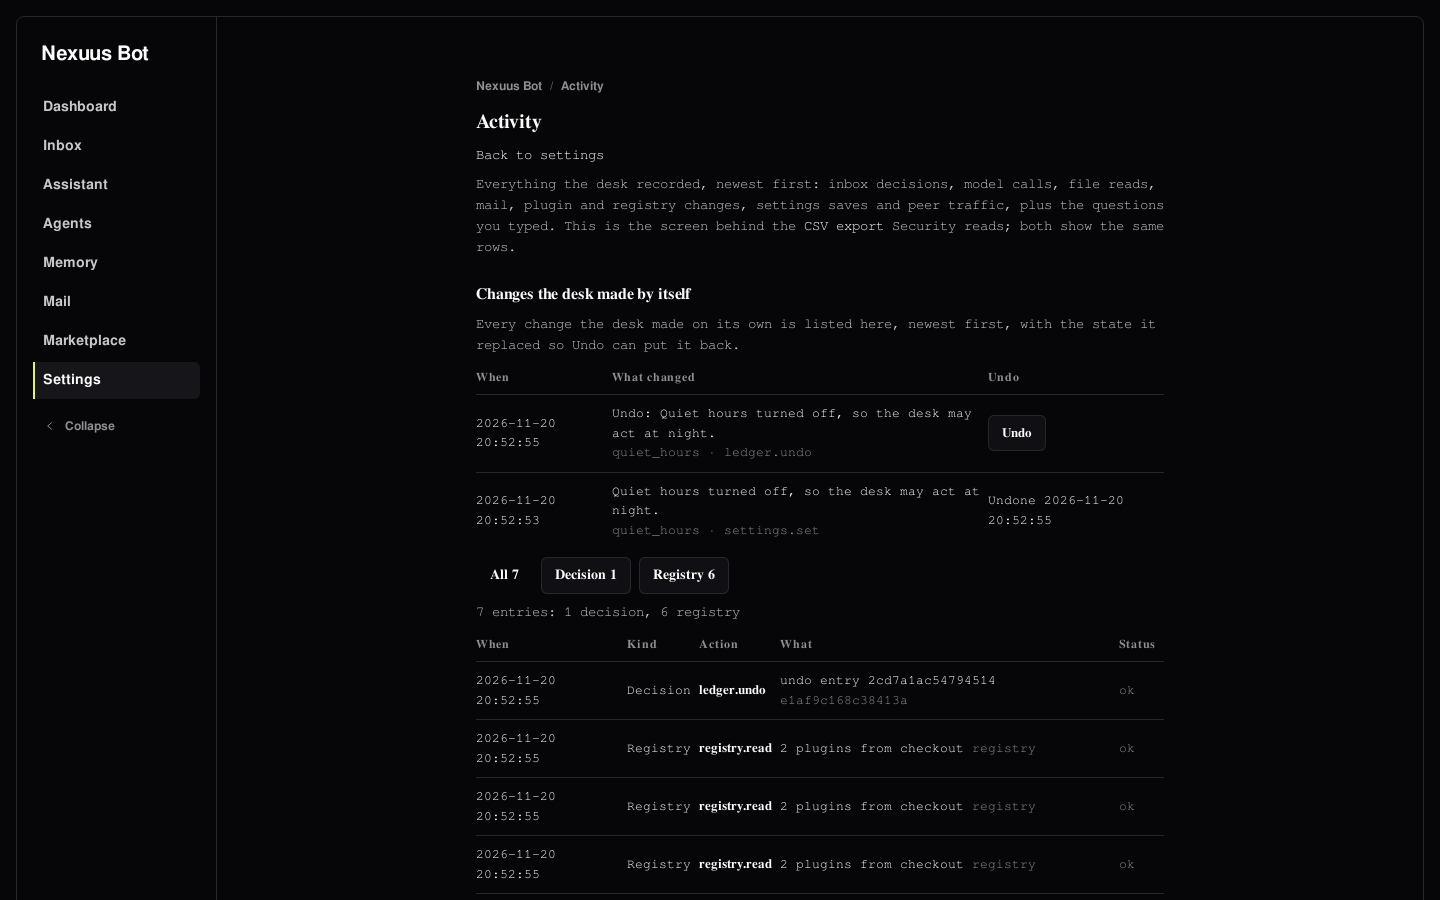 Nexuus Bot
Dashboard
Inbox
Assistant
Agents
Memory
Mail
Marketplace
Settings
Collapse
Nexuus Bot / Activity
Activity
Back to settings
Everything the desk recorded, newest first: inbox decisions, model calls, file reads,
mail, plugin and registry changes, settings saves and peer traffic, plus the questions
you typed. This is the screen behind the CSV export Security reads; both show the same
rows.
Changes the desk made by itself
Every change the desk made on its own is listed here, newest first, with the state it
replaced so Undo can put it back.
When What changed Undo
2026-11-20
20:52:55
Undo: Quiet hours turned off, so the desk may
act at night.
quiet_hours · ledger.undo
Undo
2026-11-20
20:52:53
Quiet hours turned off, so the desk may act at
night.
quiet_hours · settings.set
Undone 2026-11-20
20:52:55
All 7 Decision 1 Registry 6
7 entries: 1 decision, 6 registry
When Kind Action What Status
2026-11-20
20:52:55
Decision ledger.undo
undo entry 2cd7a1ac54794514
e1af9c168c38413a
ok
2026-11-20
20:52:55
Registry registry.read 2 plugins from checkout registry ok
2026-11-20
20:52:55
Registry registry.read 2 plugins from checkout registry ok
2026-11-20
20:52:55
Registry registry.read 2 plugins from checkout registry ok